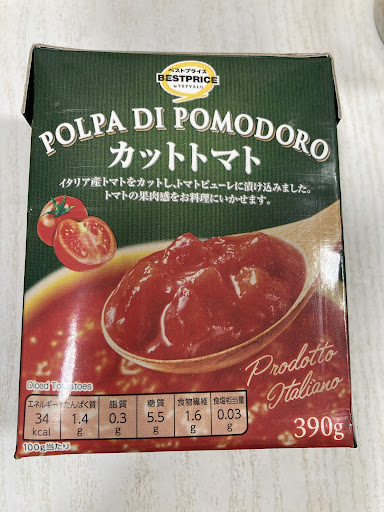 ベストプライス
BESTPRICE
by TOPVALU
POLPA DI POMODORO
カットトマト
イタリア産トマトをカットし、トマトピューレに漬け込みました。
トマトの果肉感をお料理にいかせます。
Prodotto
Italiano
Diced Tomatoes
エネルギー たんぱく質 脂質 糖質 食物繊維 食塩相当量
34 1.4 0.3 5.5 1.6 0.03
kcal g g g g g
100g当たり
390g